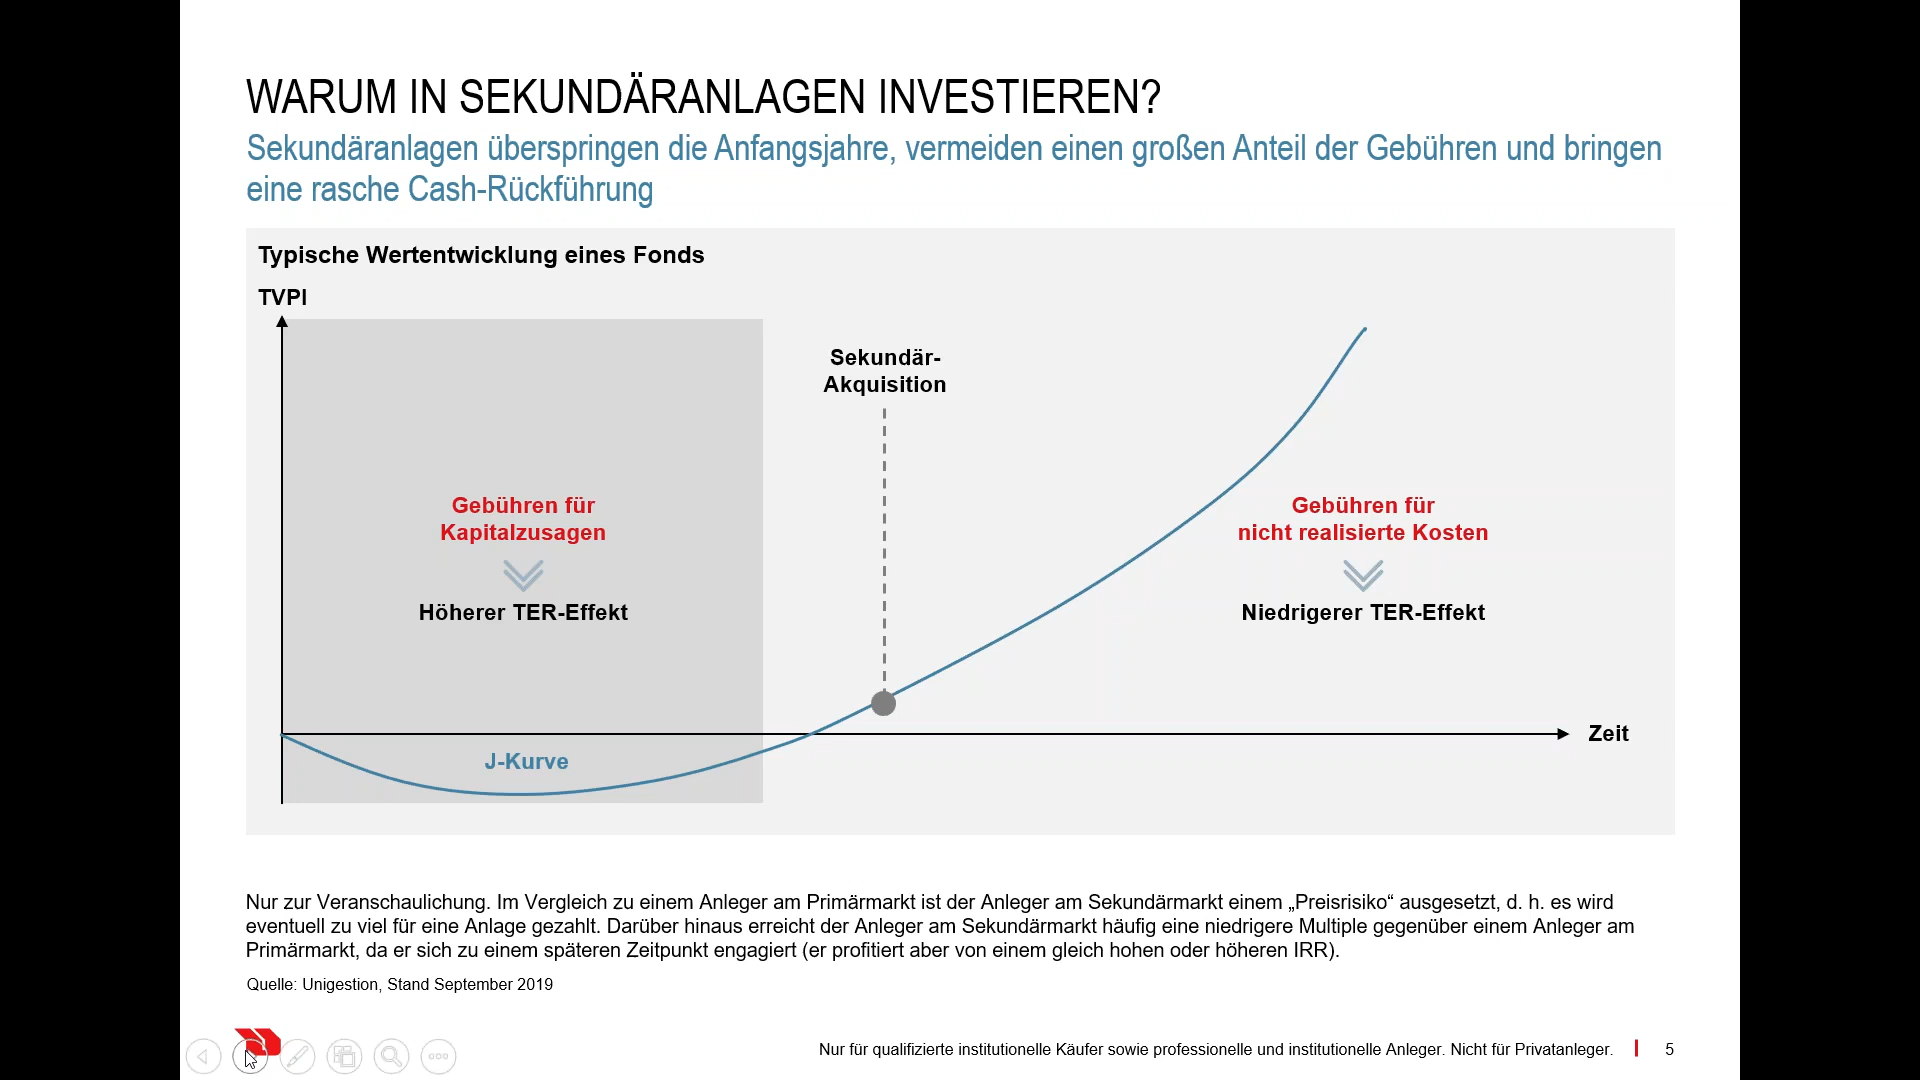 WARUM IN SEKUNDÄRANLAGEN INVESTIEREN?
Sekundäranlagen überspringen die Anfangsjahre, vermeiden einen großen Anteil der Gebühren und bringen
eine rasche Cash-Rückführung
Typische Wertentwicklung eines Fonds
TVPI
Sekundär-
Akquisition
Gebühren für
Kapitalzusagen
Höherer TER-Effekt
Gebühren für
nicht realisierte Kosten
Niedrigerer TER-Effekt
Zeit
J-Kurve
Nur zur Veranschaulichung. Im Vergleich zu einem Anleger am Primärmarkt ist der Anleger am Sekundärmarkt einem „Preisrisiko“ ausgesetzt, d. h. es wird
eventuell zu viel für eine Anlage gezahlt. Darüber hinaus erreicht der Anleger am Sekundärmarkt häufig eine niedrigere Multiple gegenüber einem Anleger am
Primärmarkt, da er sich zu einem späteren Zeitpunkt engagiert (er profitiert aber von einem gleich hohen oder höheren IRR).
Quelle: Unigestion, Stand September 2019
Nur für qualifizierte institutionelle Käufer sowie professionelle und institutionelle Anleger. Nicht für Privatanleger.
5